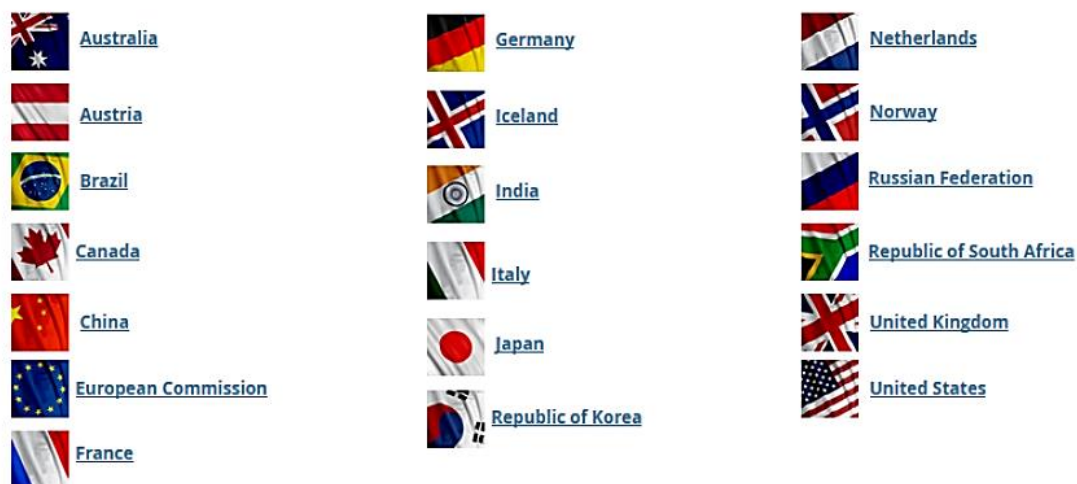 Australia
Austria
Brazil
Canada
China
European Commission
France
Germany
Iceland
India
Italy
Japan
Republic of Korea
Netherlands
Norway
Russian Federation
Republic of South Africa
United Kingdom
United States